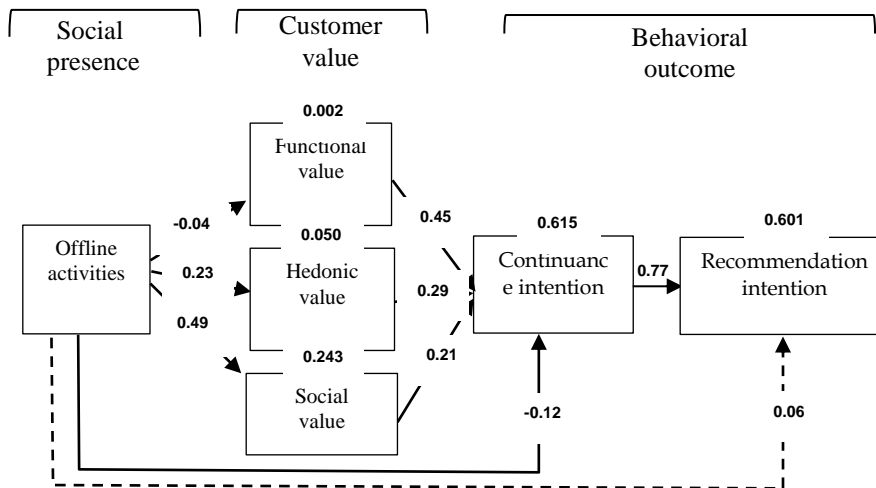 Social
presence
Customer
value
Behavioral
outcome
0.002
Functional
value
-0.04
0.45
0.050
0.615
0.601
Offline
activities
0.23
Hedonic
value
0.29
Continuanc
e intention
0.77
Recommendation
intention
0.49
0.243
0.21
Social
value
-0.12
0.06